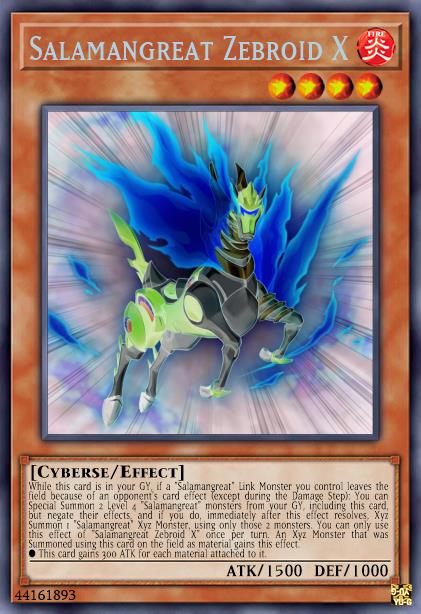 Salamangreat Zebroid X
FIRE
炎
[Cyberse/Effect]
While this card is in your GY, if a "Salamangreat" Link Monster you control leaves the
field because of an opponent's card effect (except during the Damage Step): You can
Special Summon 2 Level 4 "Salamangreat" monsters from your GY, including this card,
but negate their effects, and if you do, immediately after this effect resolves, Xyz
Summon 1 "Salamangreat" Xyz Monster, using only those 2 monsters. You can only use
this effect of "Salamangreat Zebroid X" once per turn. An Xyz Monster that was
Summoned using this card on the field as material gains this effect.
● This card gains 300 ATK for each material attached to it.
ATK/1500 DEF/1000
44161893